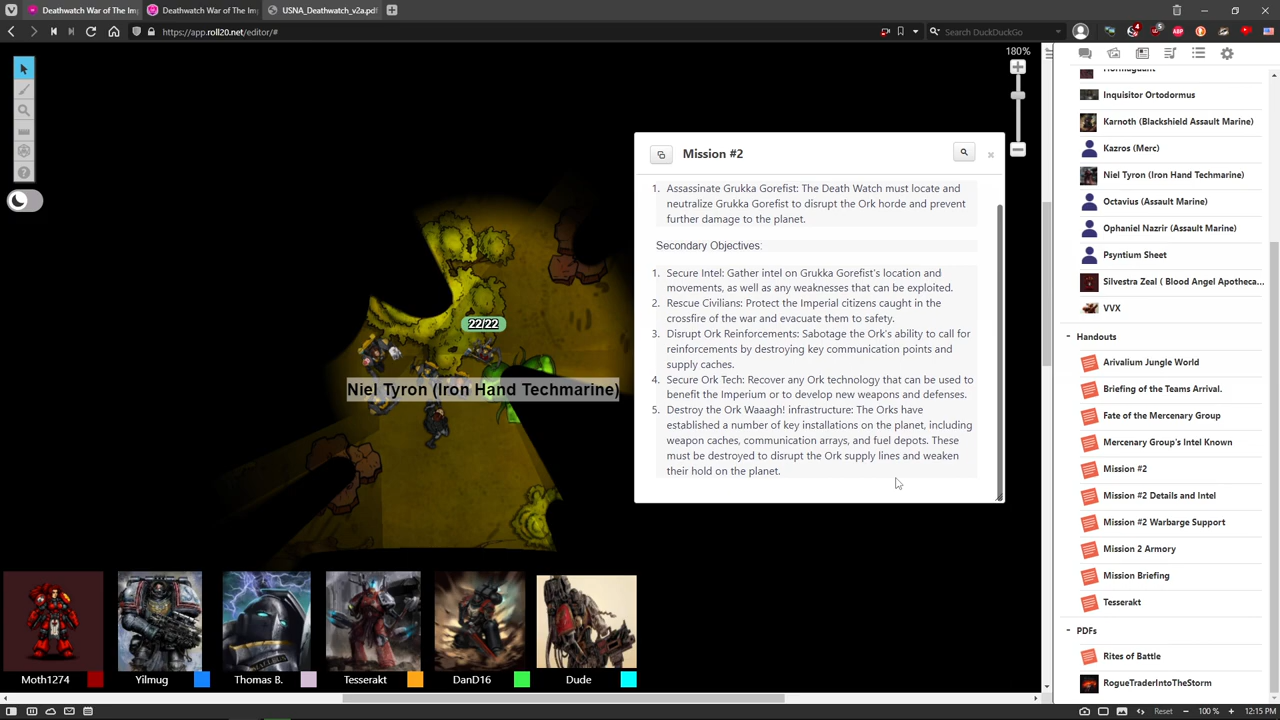 Deatchwatch War of The Im
Deatchwatch War of The Im
USNA_Deathwatch_v2a.pdf
https://app.roll20.net/editor/#
Search DuckDuckGo
180%
Mission #2
1. Assassinate Grukka Gorefist: The Death Watch must locate and
neutralize Grukka Gorefist to disrupt the Ork horde and prevent
further damage to the planet.
Secondary Objectives:
1. Secure Intel: Gather intel on Grukka Gorefist's location and
movements, as well as any weaknesses that can be exploited.
2. Rescue Civilians: Protect the Imperial citizens caught in the
crossfire of the war and evacuate them to safety.
3. Disrupt Ork Reinforcements: Sabotage the Ork's ability to call for
reinforcements by destroying key communication points and
supply caches.
4. Secure Ork Tech: Recover any Ork technology that can be used to
benefit the Imperium or to develop new weapons and defenses.
5. Destroy the Ork Waaagh! infrastructure: The Orks have
established a number of key installations on the planet, including
weapon caches, communication arrays, and fuel depots. These
must be destroyed to disrupt the Ork supply lines and weaken
their hold on the planet.
22/22
Niel Tyron (Iron Hand Techmarine)
Moth1274
Yilmug
Thomas B.
Tesserakt
DanD16
Dude
Hormagaunt
Inquisitor Ortodormus
Karnoth (Blackshield Assault Marine)
Kazros (Merc)
Niel Tyron (Iron Hand Techmarine)
Octavius (Assault Marine)
Ophaniel Nazrir (Assault Marine)
Psyntium Sheet
Silvestra Zeal ( Blood Angel Apotheca...
VVX
Handouts
Arivalium Jungle World
Briefing of the Teams Arrival.
Fate of the Mercenary Group
Mercenary Group's Intel Known
Mission #2
Mission #2 Details and Intel
Mission #2 Warbarge Support
Mission 2 Armory
Mission Briefing
Tesserakt
PDFs
Rites of Battle
RogueTraderIntoTheStorm
Reset
100 %
12:15 PM